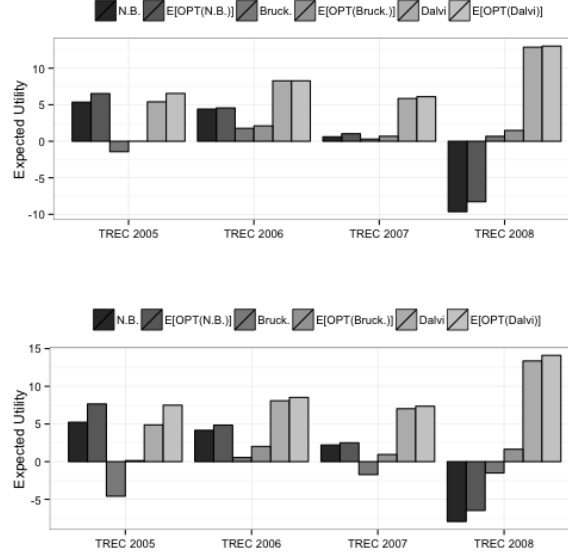 N.B. E[OPT(N.B.)] Bruck. E[OPT(Bruck.)] Dalvi E[OPT(Dalvi)]
Expected Utility
10
5
0
-5
-10
TREC 2005 TREC 2006 TREC 2007 TREC 2008
N.B. E[OPT(N.B.)] Bruck. E[OPT(Bruck.)] Dalvi E[OPT(Dalvi)]
Expected Utility
15
10
5
0
-5
TREC 2005 TREC 2006 TREC 2007 TREC 2008